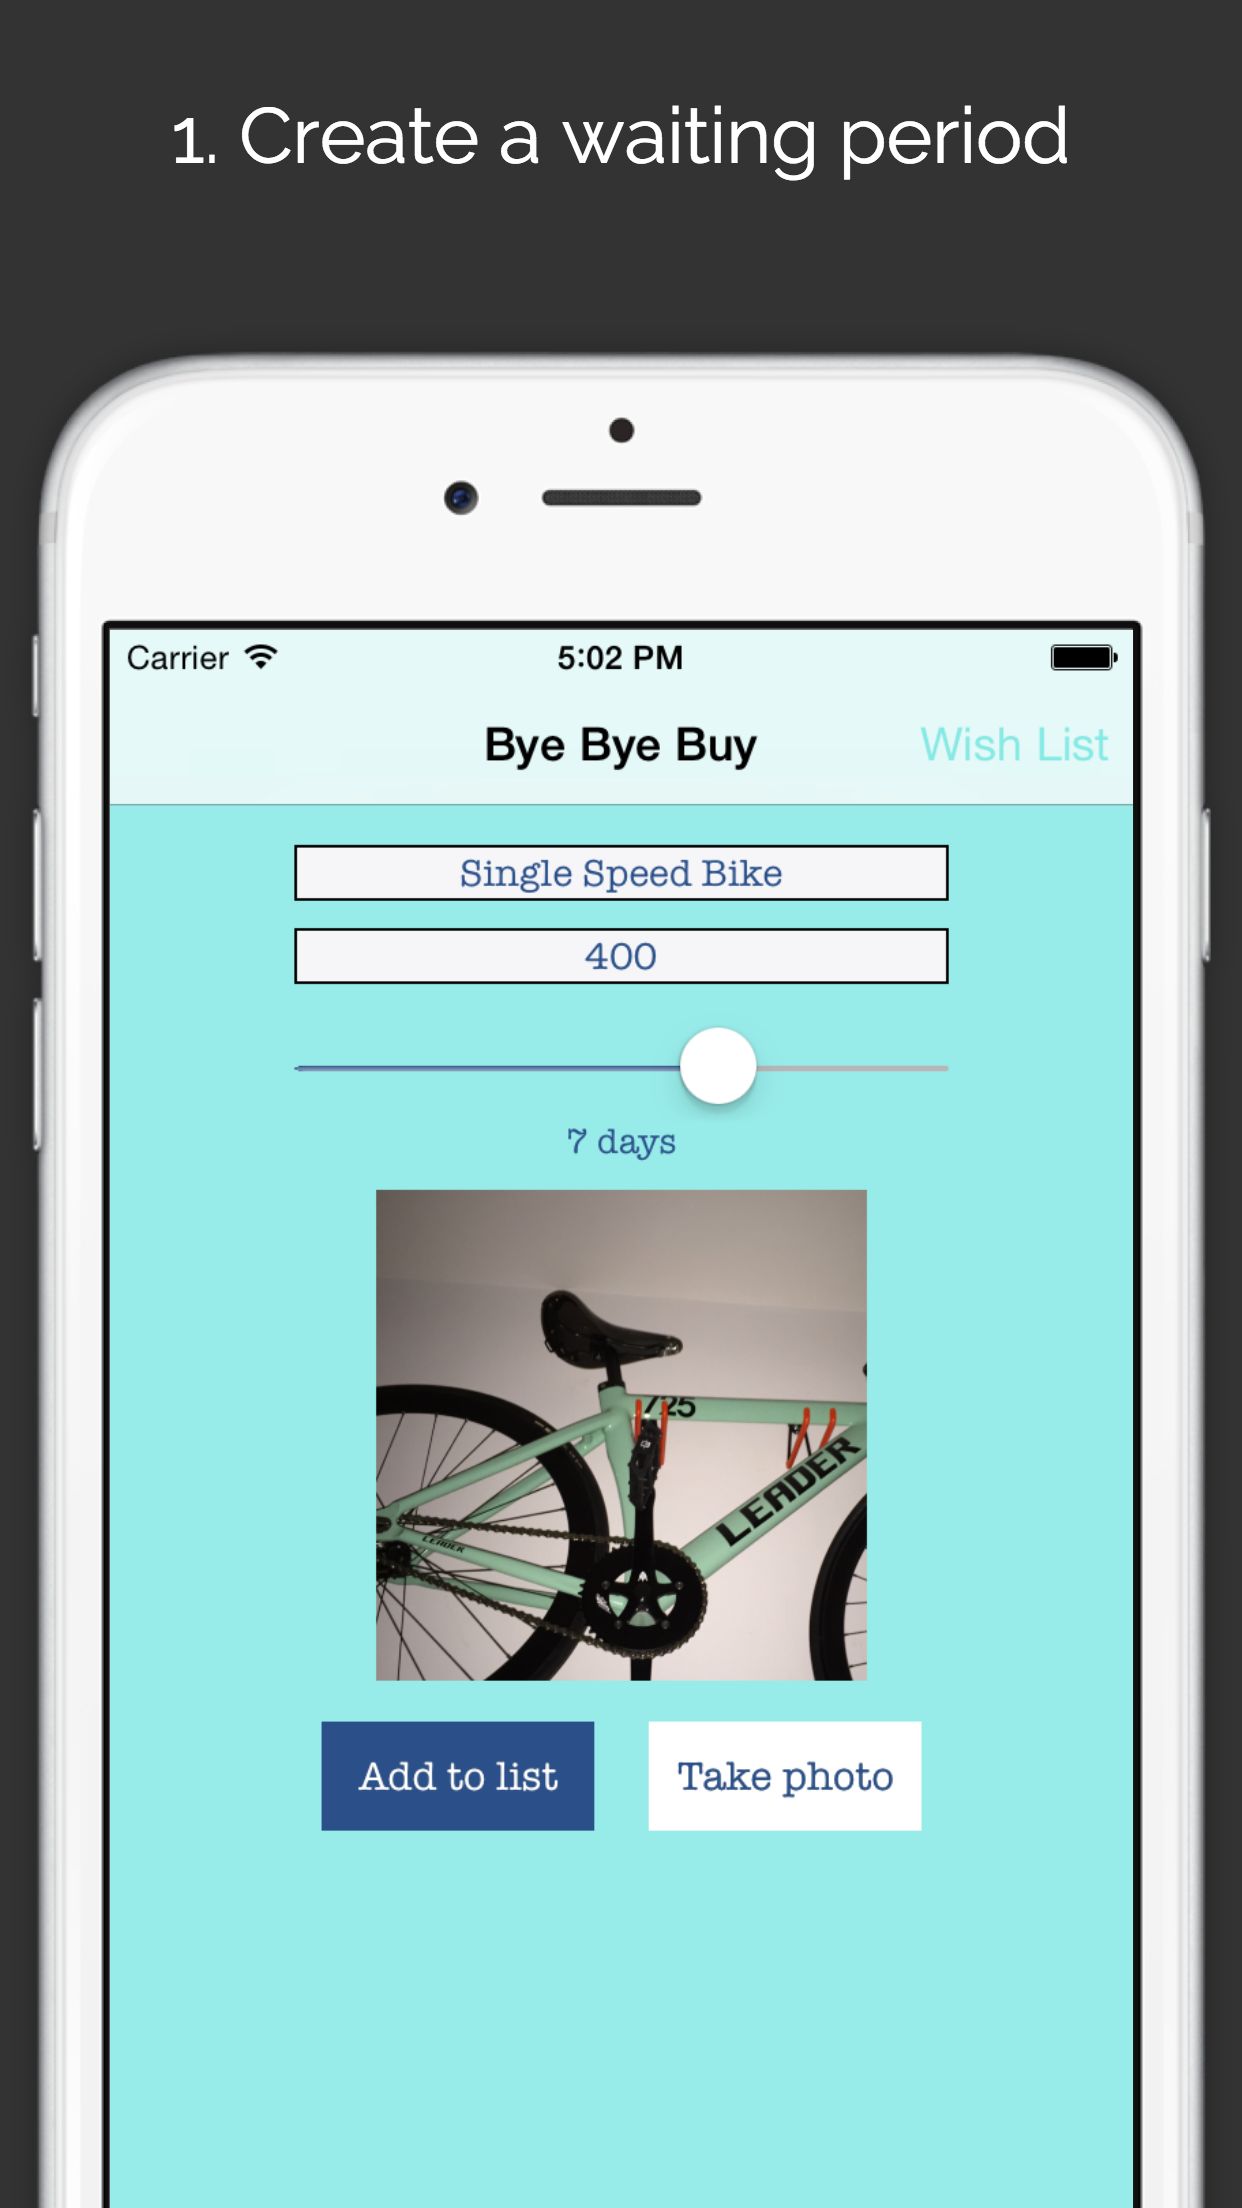 1. Create a waiting period
Carrier 5:02 PM
Bye Bye Buy Wish List
Single Speed Bike
400
7 days
725
LEADER
LEADER
Add to list Take photo